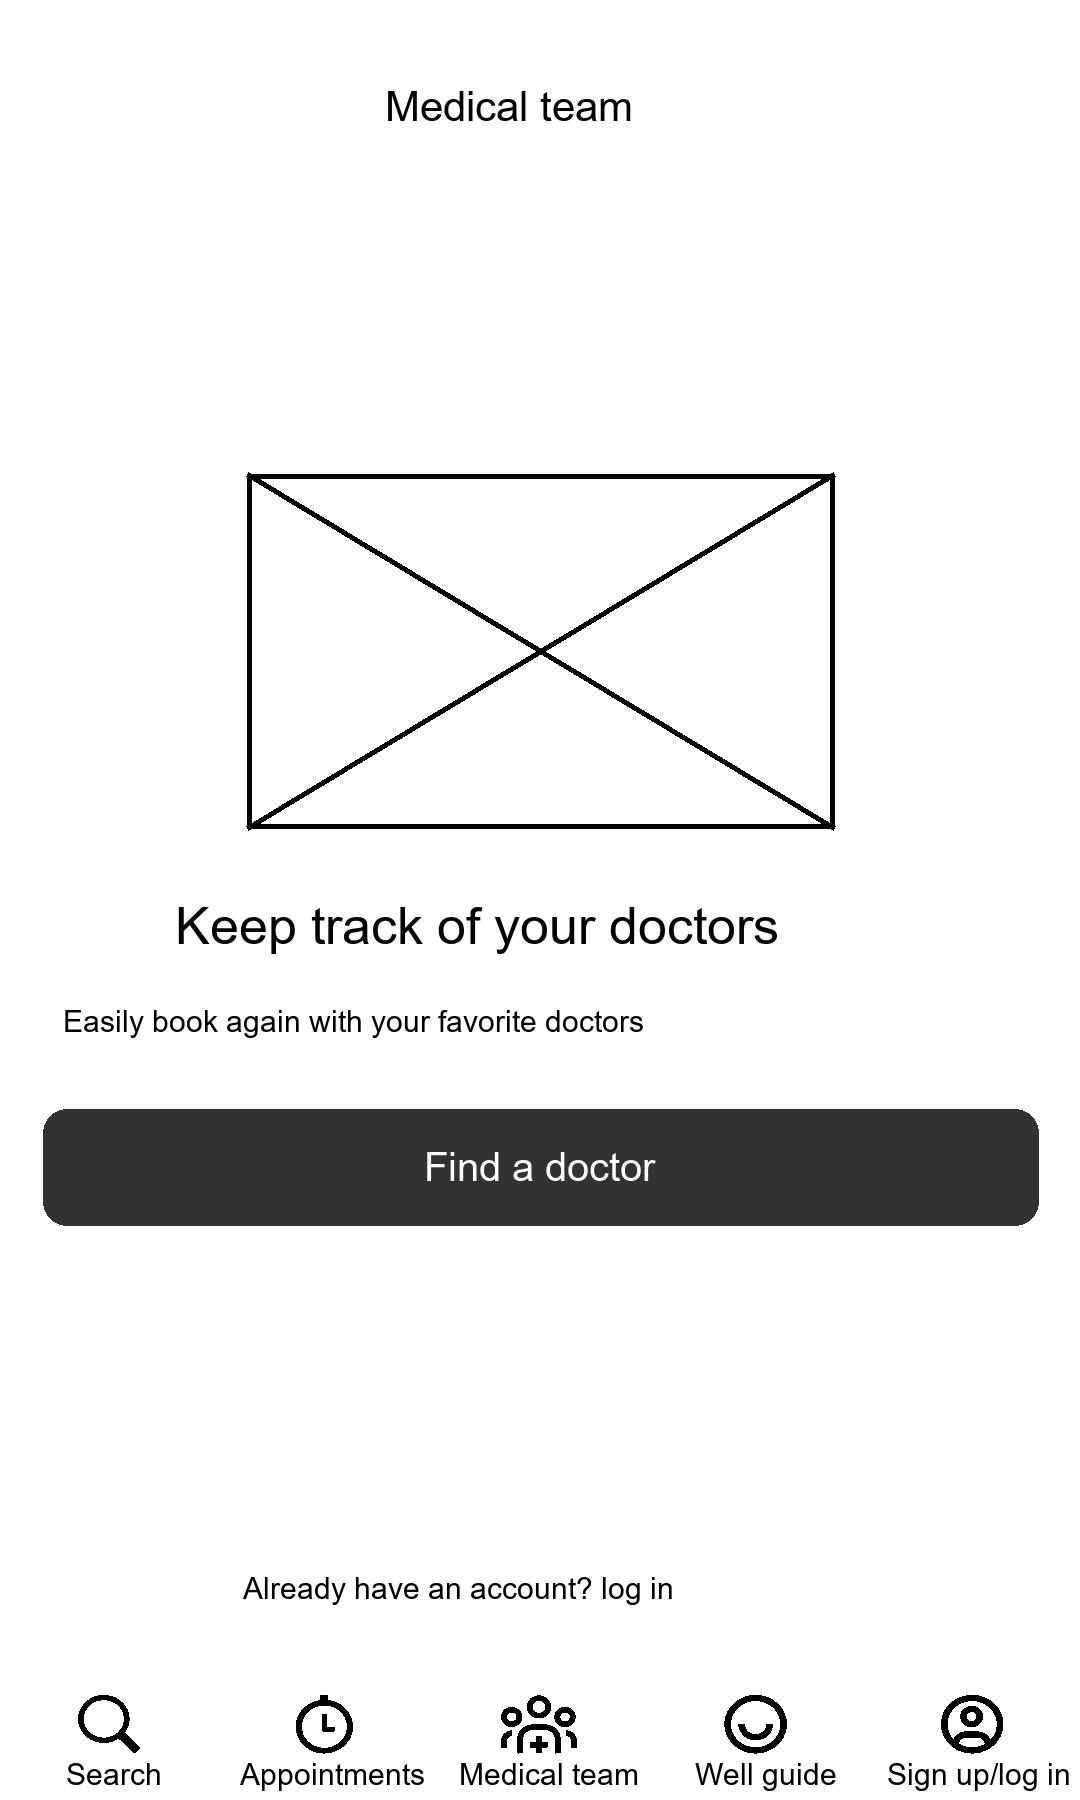 Medical team
Keep track of your doctors
Easily book again with your favorite doctors
Find a doctor
Already have an account? log in
Search
Appointments
Medical team
Well guide
Sign up/log in